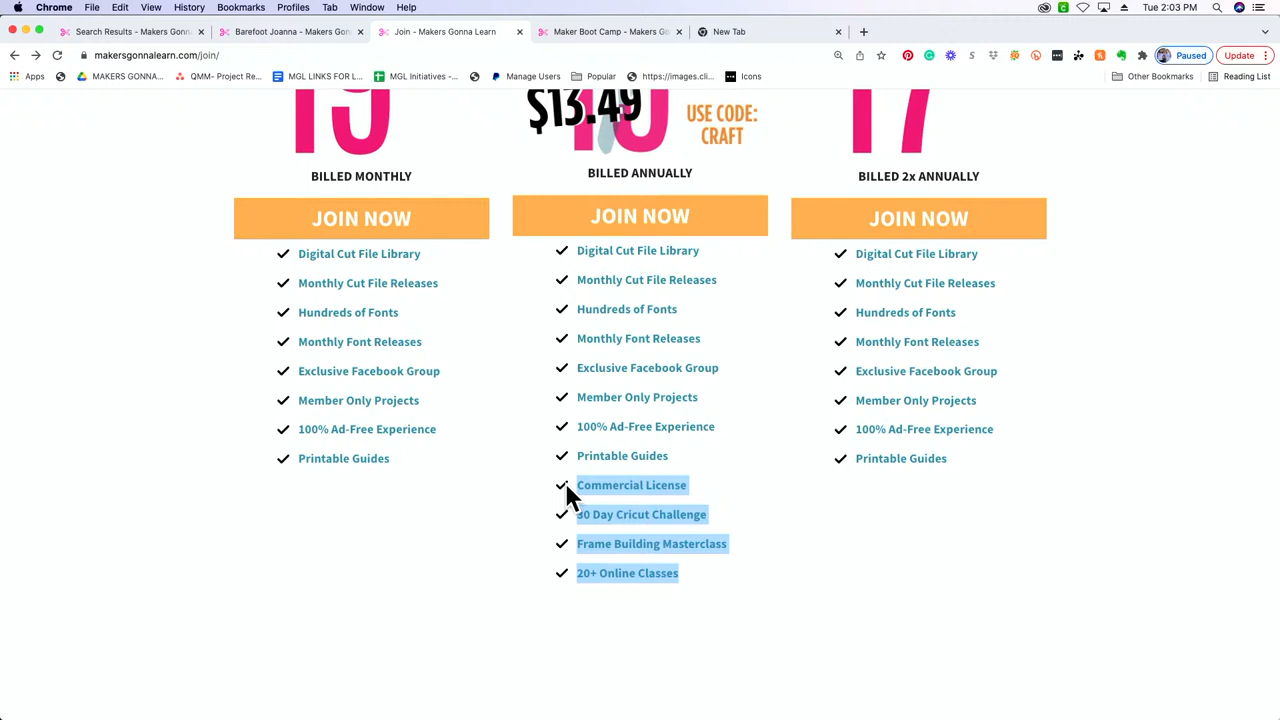 Chrome File Edit View History Bookmarks Profiles Tab Window Help Tue 2:03 PM
Search Results - Makers Gonn
Barefoot Joanna - Makers Gon
Join - Makers Gonna Learn
Maker Boot Camp - Makers Go
New Tab
makersgonnalearn.com/join/
Paused
Update
Apps
MAKERS GONNA...
QMM- Project Re...
MGL LINKS FOR L...
MGL Initiatives -...
Manage Users
Popular
https://images.cli...
Icons
Other Bookmarks
Reading List
19
$13.49
USE CODE:
CRAFT
17
BILLED MONTHLY
JOIN NOW
Digital Cut File Library
Monthly Cut File Releases
Hundreds of Fonts
Monthly Font Releases
Exclusive Facebook Group
Member Only Projects
100% Ad-Free Experience
Printable Guides
BILLED ANNUALLY
JOIN NOW
Digital Cut File Library
Monthly Cut File Releases
Hundreds of Fonts
Monthly Font Releases
Exclusive Facebook Group
Member Only Projects
100% Ad-Free Experience
Printable Guides
Commercial License
30 Day Cricut Challenge
Frame Building Masterclass
20+ Online Classes
BILLED 2x ANNUALLY
JOIN NOW
Digital Cut File Library
Monthly Cut File Releases
Hundreds of Fonts
Monthly Font Releases
Exclusive Facebook Group
Member Only Projects
100% Ad-Free Experience
Printable Guides